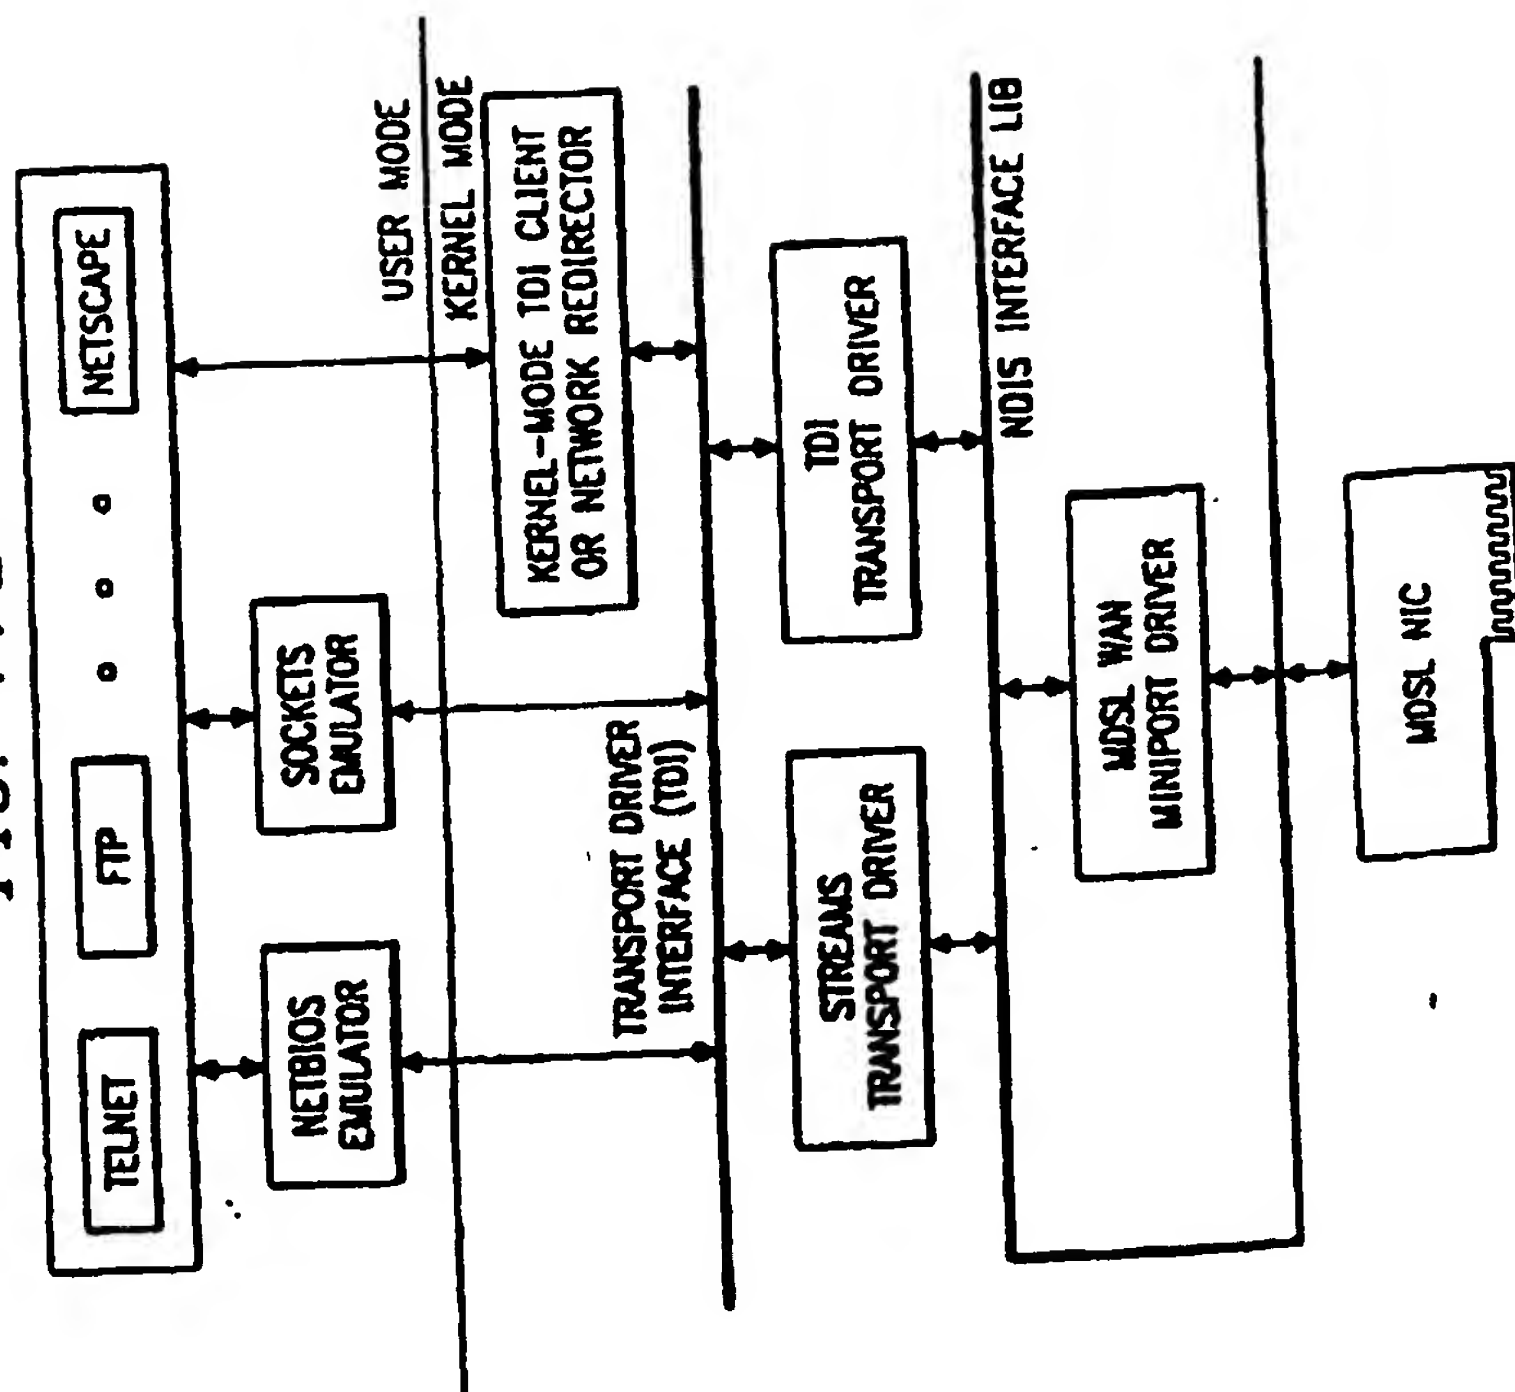 TELNET
FTP
NETSCAPE
NETBIOS
EMULATOR
SOCKETS
EMULATOR
USER MODE
KERNEL MODE
KERNEL-MODE TDI CLIENT
OR NETWORK REDIRECTOR
TRANSPORT DRIVER
INTERFACE (TDI)
STREAMS
TRANSPORT DRIVER
TDI
TRANSPORT DRIVER
NDIS INTERFACE LIB
MDSL WAN
MINIPORT DRIVER
MDSL NIC